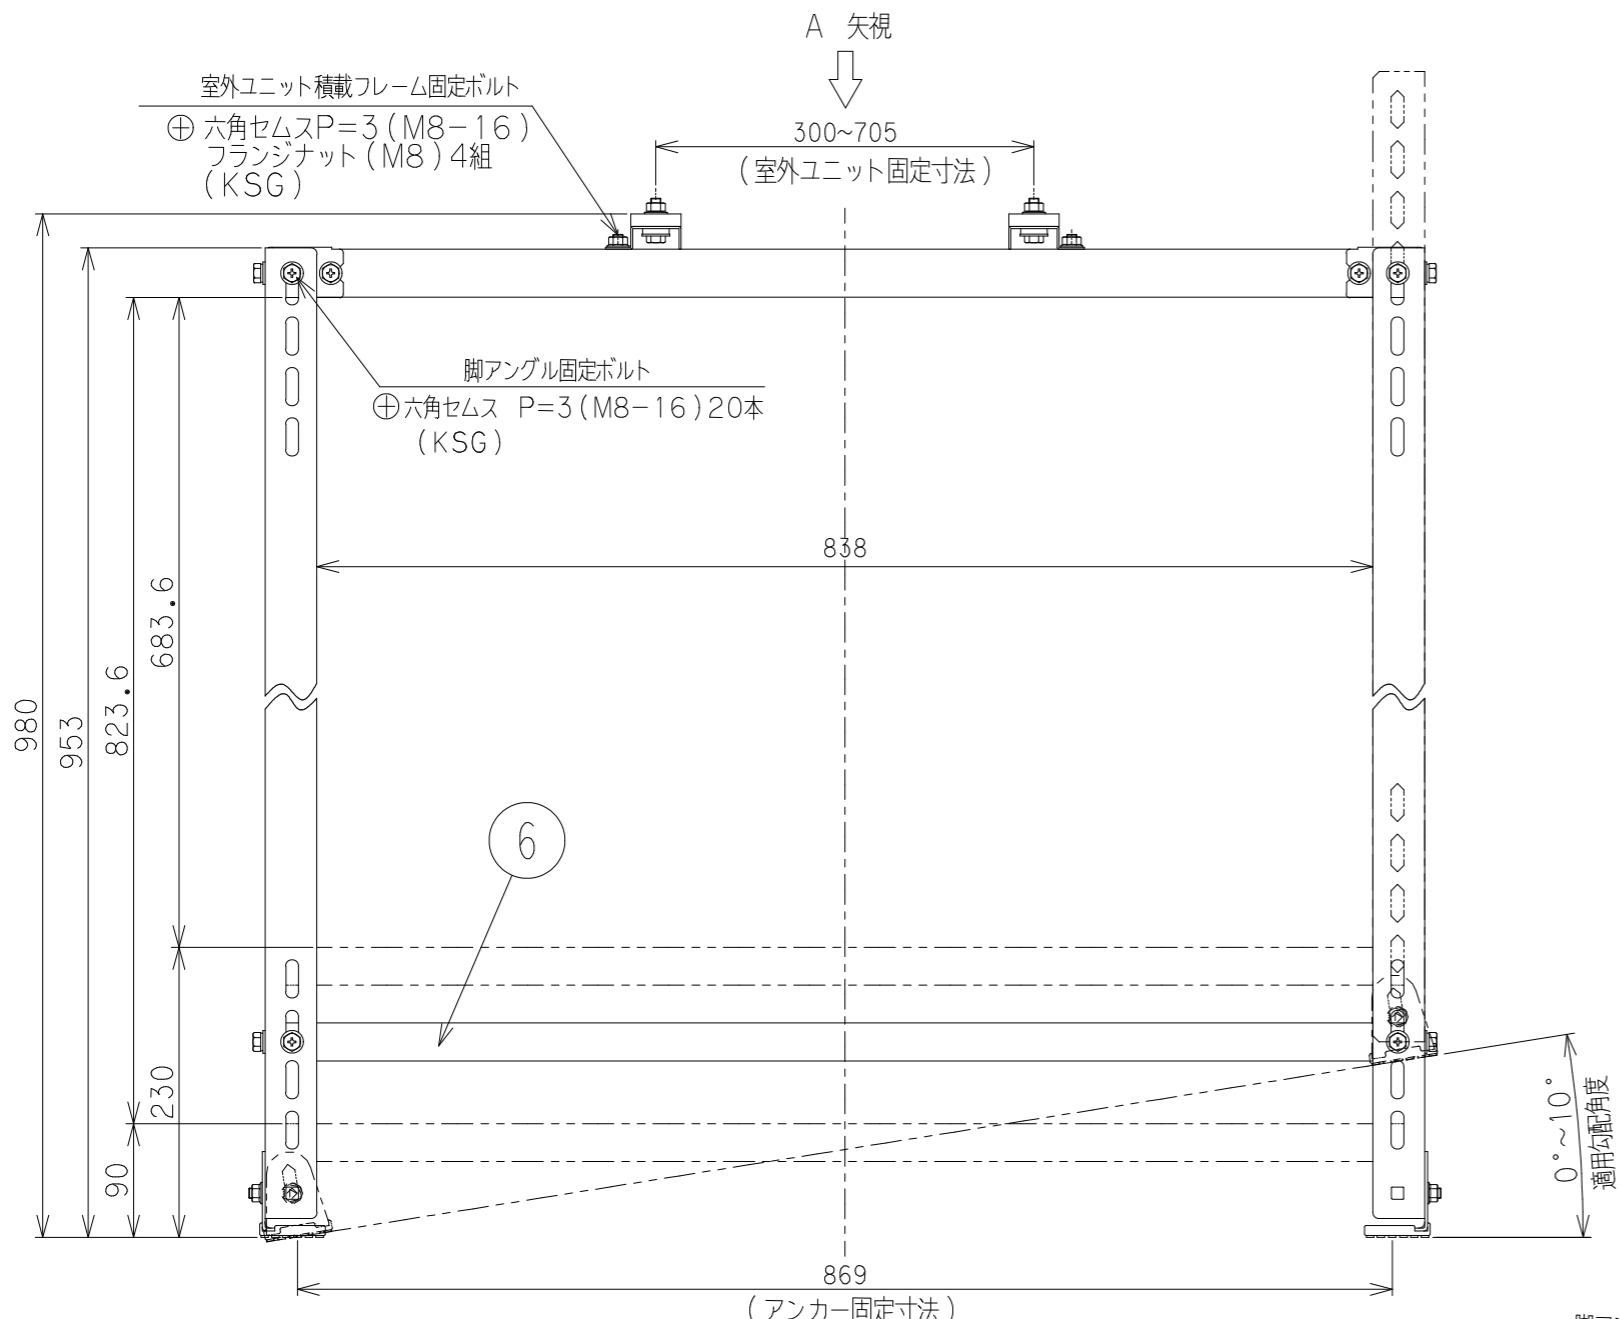 A 矢視
室外ユニット積載フレーム固定ボルト
⊕ 六角セムスP=3(M8-16)
フランジナット(M8)4組
(KSG)
300~705
(室外ユニット固定寸法)
脚アングル固定ボルト
⊕六角セムス P=3(M8-16)20本
(KSG)
838
683.6
823.6
953
980
6
230
90
0°~10°
適用勾配角度
869
(アンカー固定寸法)